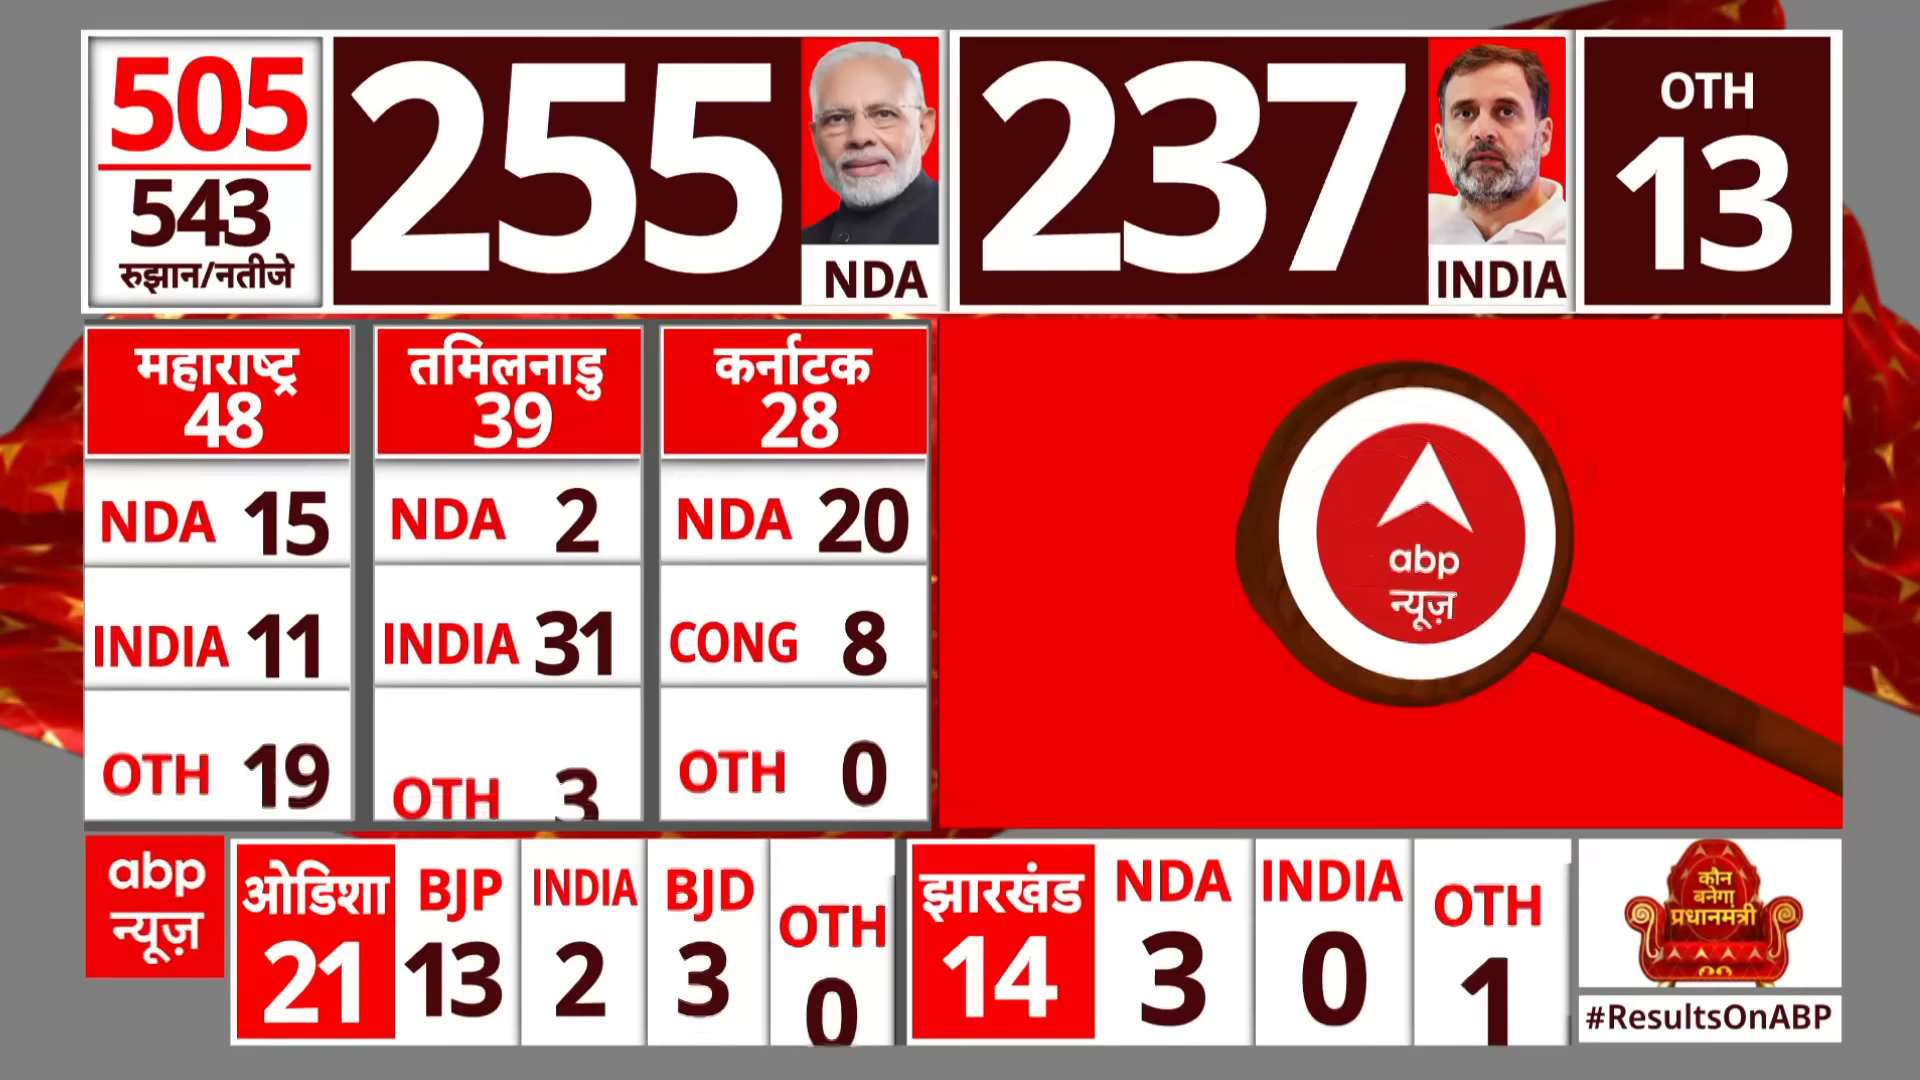 505
543
रुझान/नतीजे
255
NDA
237
INDIA
OTH
13
महाराष्ट्र
48
NDA 15
INDIA 11
OTH 19
तमिलनाडु
39
NDA 2
INDIA 31
OTH 3
कर्नाटक
28
NDA 20
CONG 8
OTH 0
abp
न्यूज़
abp
न्यूज़
ओडिशा
21
BJP
13
INDIA
2
BJD
3
OTH
0
झारखंड
14
NDA
3
INDIA
0
OTH
1
कौन
बनेगा
प्रधानमंत्री
#ResultsOnABP